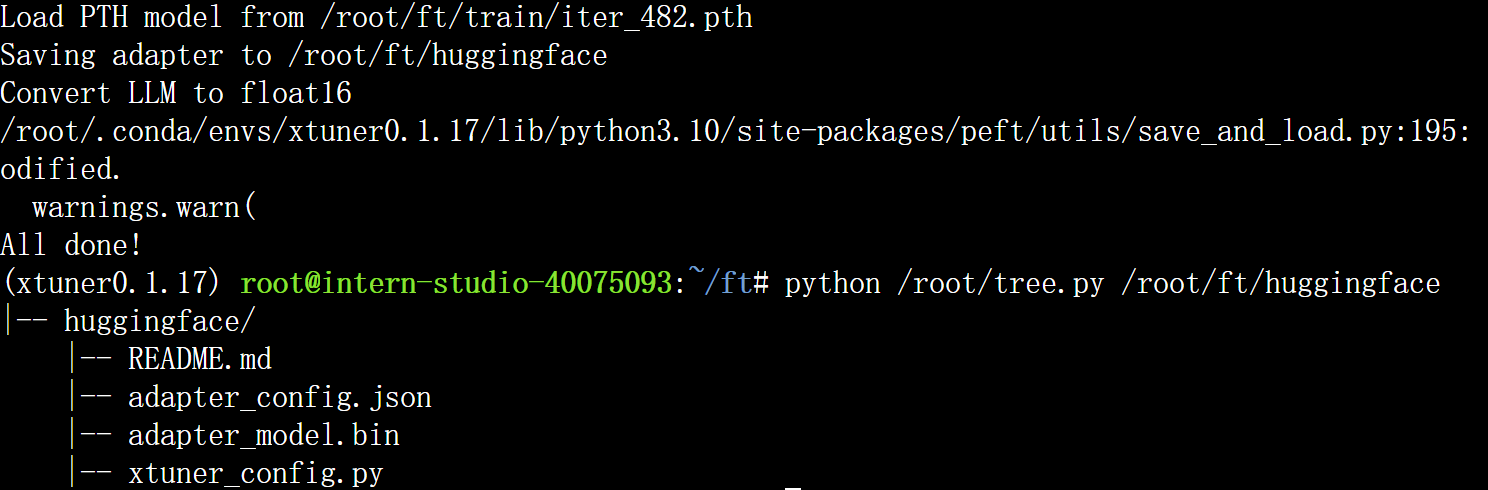 Load PTH model from /root/ft/train/iter_482.pth
Saving adapter to /root/ft/huggingface
Convert LLM to float16
/root/.conda/envs/xtuner0.1.17/lib/python3.10/site-packages/peft/utils/save_and_load.py:195:
odified.
  warnings.warn(
All done!
(xtuner0.1.17) root@intern-studio-40075093:~/ft# python /root/tree.py /root/ft/huggingface
|-- huggingface/
    |-- README.md
    |-- adapter_config.json
    |-- adapter_model.bin
    |-- xtuner_config.py